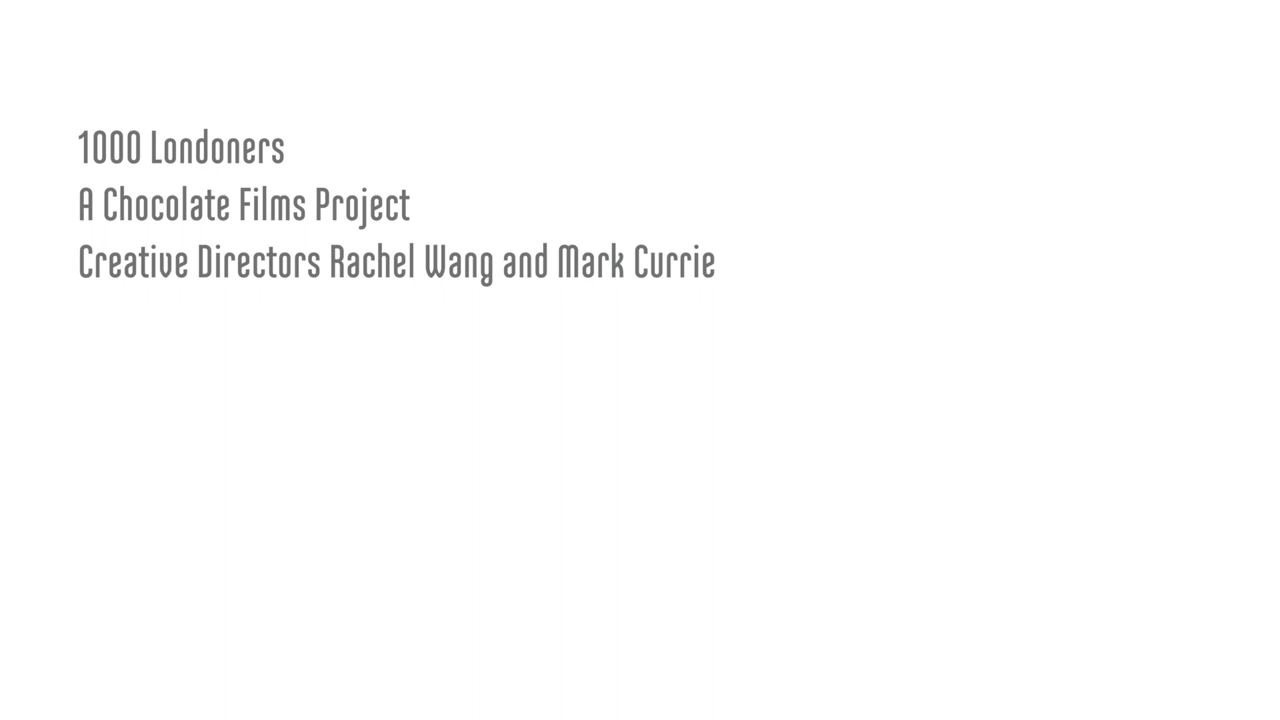 1000 Londoners
A Chocolate Films Project
Creative Directors Rachel Wang and Mark Currie